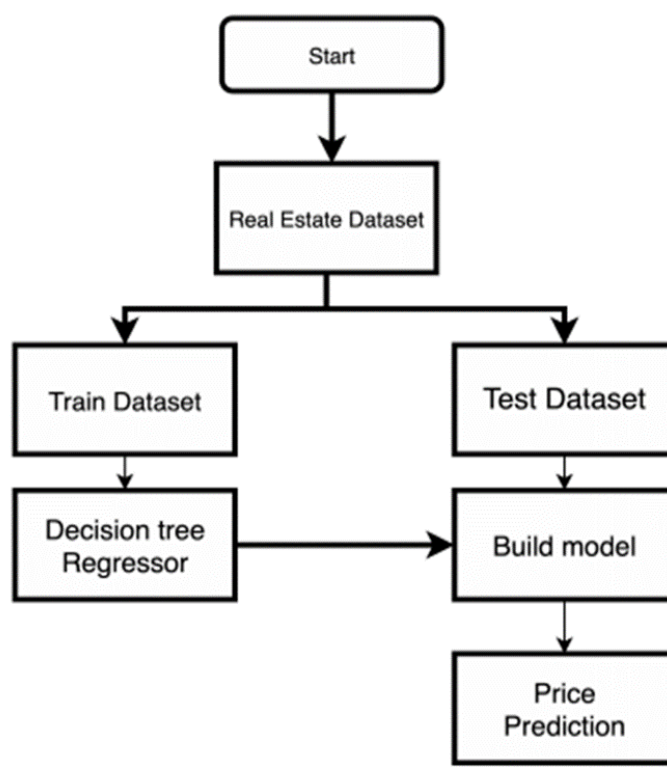 Start
Real Estate Dataset
Train Dataset
Test Dataset
Decision tree
Regressor
Build model
Price
Prediction